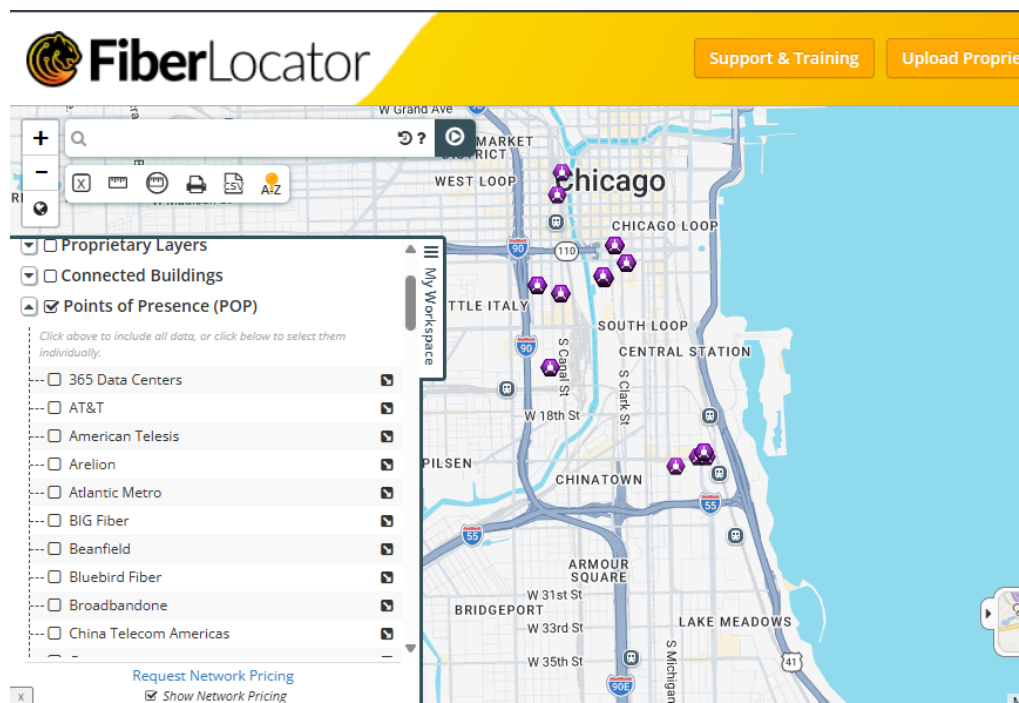 FiberLocator
Support & Training
Upload Proprie
W Grand Ave
+
?
MARKET
DISTRICT
−
WEST LOOP
Chicago
X
CSV
A-Z
CHICAGO LOOP
Proprietary Layers
90
110
Connected Buildings
My Workspace
Points of Presence (POP)
TTLE ITALY
Click above to include all data, or click below to select them
individually.
SOUTH LOOP
90
S Canal St
CENTRAL STATION
365 Data Centers
S Clark St
AT&T
W 18th St
American Telesis
Arelion
PILSEN
CHINATOWN
Atlantic Metro
55
BIG Fiber
55
Beanfield
Bluebird Fiber
ARMOUR
SQUARE
Broadbandone
W 31st St
BRIDGEPORT
China Telecom Americas
W 33rd St
LAKE MEADOWS
W 35th St
S Michigan
41
Request Network Pricing
90E
x
Show Network Pricing